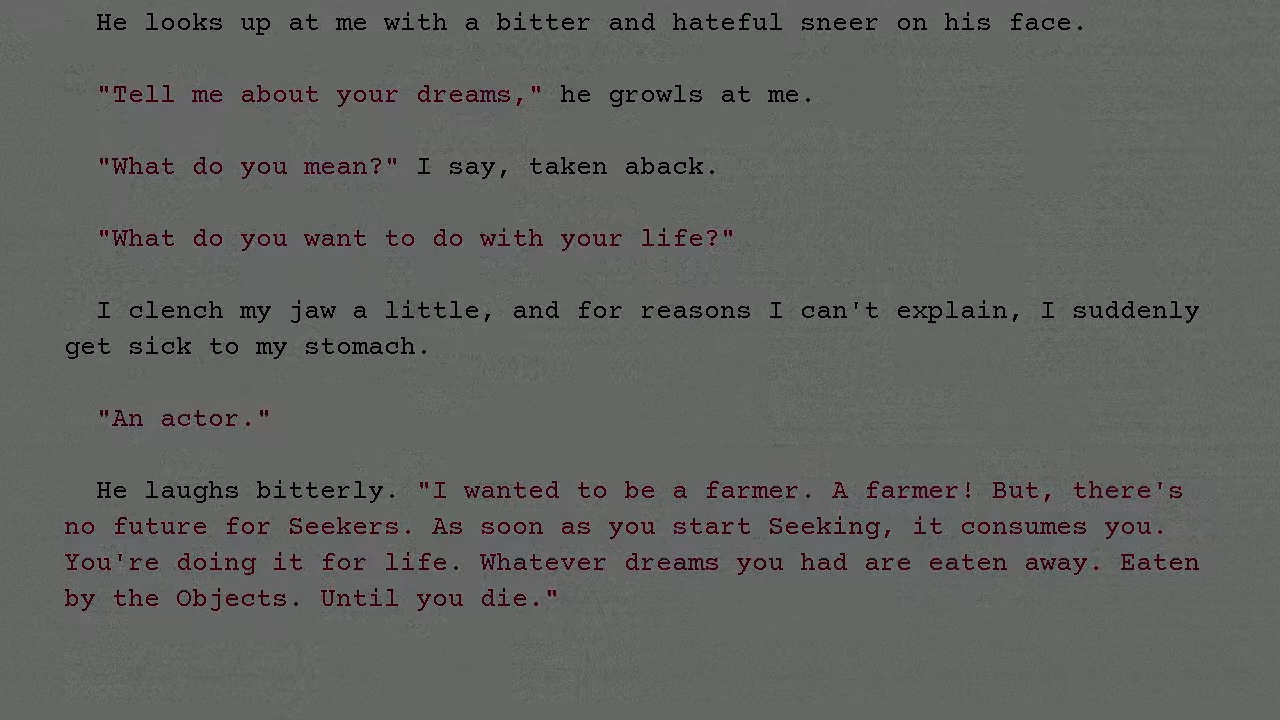 He looks up at me with a bitter and hateful sneer on his face.
"Tell me about your dreams," he growls at me.
"What do you mean?" I say, taken aback.
"What do you want to do with your life?"
I clench my jaw a little, and for reasons I can't explain, I suddenly
get sick to my stomach.
"An actor."
He laughs bitterly. "I wanted to be a farmer. A farmer! But, there's
no future for Seekers. As soon as you start Seeking, it consumes you.
You're doing it for life. Whatever dreams you had are eaten away. Eaten
by the Objects. Until you die."